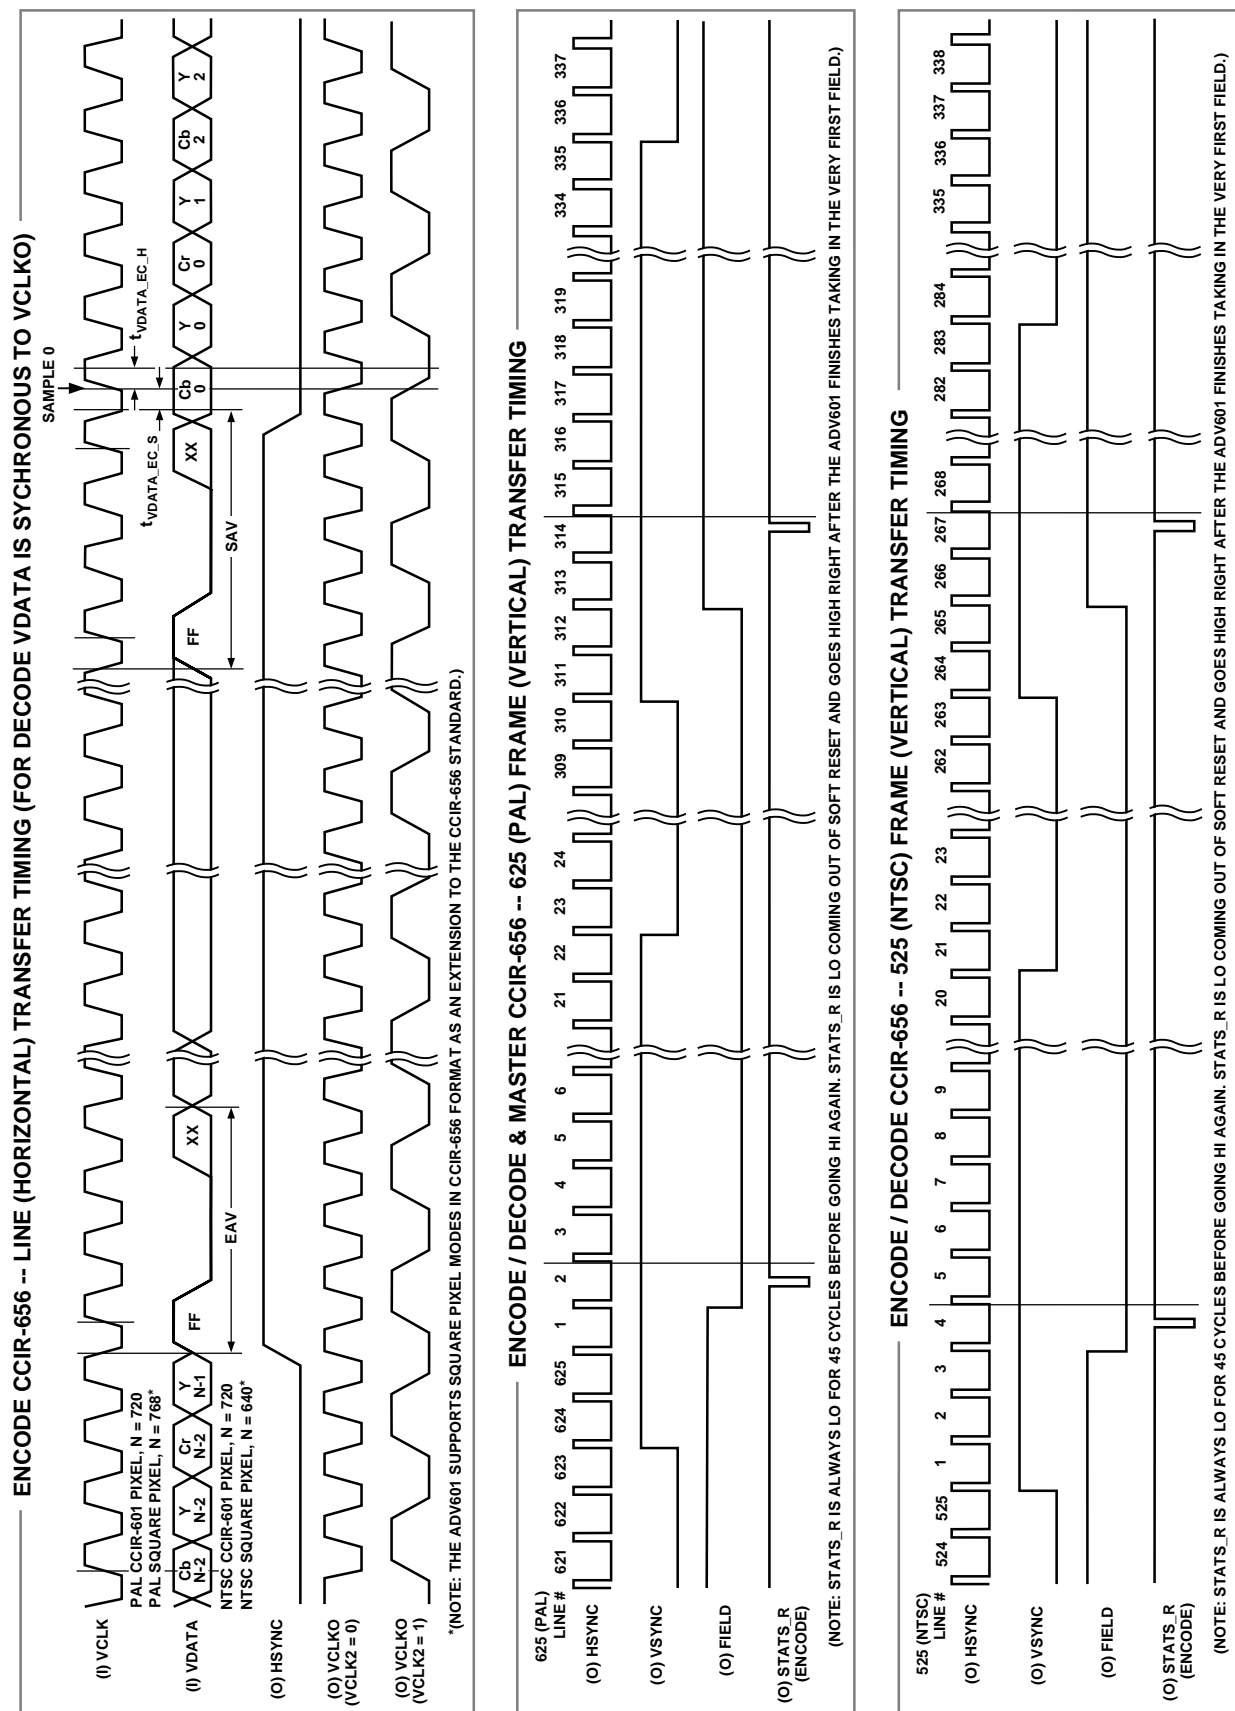 ENCODE CCIR-656 -- LINE (HORIZONTAL) TRANSFER TIMING (FOR DECODE VDATA IS SYCHRONOUS TO VCLKO)
SAMPLE 0
(I) VCLK
PAL CCIR-601 PIXEL, N = 720
PAL SQUARE PIXEL, N = 768*
tVDATA_EC_S
tVDATA_EC_H
(I) VDATA
Cb N-2
Y N-2
Cr N-2
Y N-1
FF
XX
FF
XX
Cb 0
Y 0
Cr 0
Y 1
Cb 2
Y 2
NTSC CCIR-601 PIXEL, N = 720
NTSC SQUARE PIXEL, N = 640*
EAV
SAV
(O) HSYNC
(O) VCLKO
(VCLK2 = 0)
(O) VCLKO
(VCLK2 = 1)
*(NOTE: THE ADV601 SUPPORTS SQUARE PIXEL MODES IN CCIR-656 FORMAT AS AN EXTENSION TO THE CCIR-656 STANDARD.)
ENCODE / DECODE & MASTER CCIR-656 -- 625 (PAL) FRAME (VERTICAL) TRANSFER TIMING
625 (PAL)
LINE #
621 622 623 624 625 1 2 3 4 5 6 21 22 23 24 309 310 311 312 313 314 315 316 317 318 319 334 335 336 337
(O) HSYNC
(O) VSYNC
(O) FIELD
(O) STATS_R
(ENCODE)
(NOTE: STATS_R IS ALWAYS LO FOR 45 CYCLES BEFORE GOING HI AGAIN. STATS_R IS LO COMING OUT OF SOFT RESET AND GOES HIGH RIGHT AFTER THE ADV601 FINISHES TAKING IN THE VERY FIRST FIELD.)
ENCODE / DECODE CCIR-656 -- 525 (NTSC) FRAME (VERTICAL) TRANSFER TIMING
525 (NTSC)
LINE #
524 525 1 2 3 4 5 6 7 8 9 20 21 22 23 262 263 264 265 266 267 268 282 283 284 335 336 337 338
(O) HSYNC
(O) VSYNC
(O) FIELD
(O) STATS_R
(ENCODE)
(NOTE: STATS_R IS ALWAYS LO FOR 45 CYCLES BEFORE GOING HI AGAIN. STATS_R IS LO COMING OUT OF SOFT RESET AND GOES HIGH RIGHT AFTER THE ADV601 FINISHES TAKING IN THE VERY FIRST FIELD.)